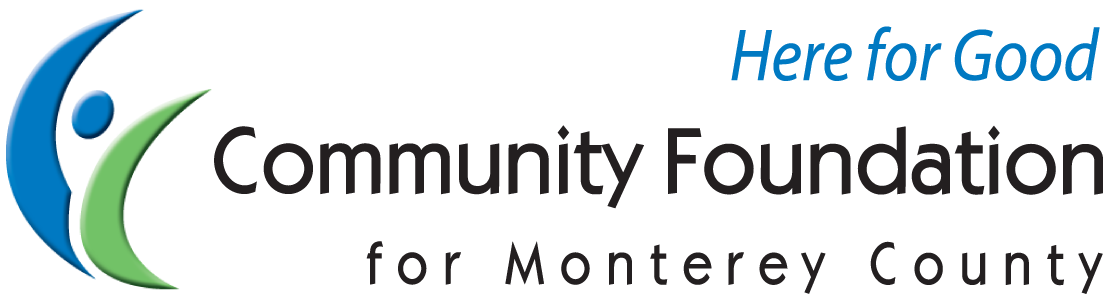 Here for Good
Community Foundation
for Monterey County